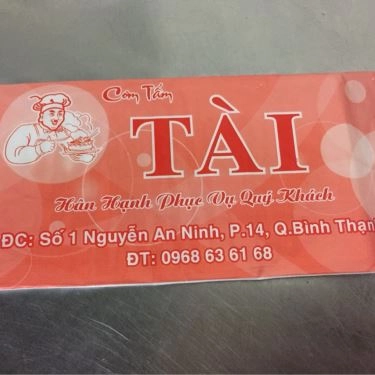 Cơm Tấm
TÀI
Hân Hạnh Phục Vụ Quý Khách
ĐC: Số 1 Nguyễn An Ninh, P.14, Q.Bình Thạnh
ĐT: 0968 63 61 68